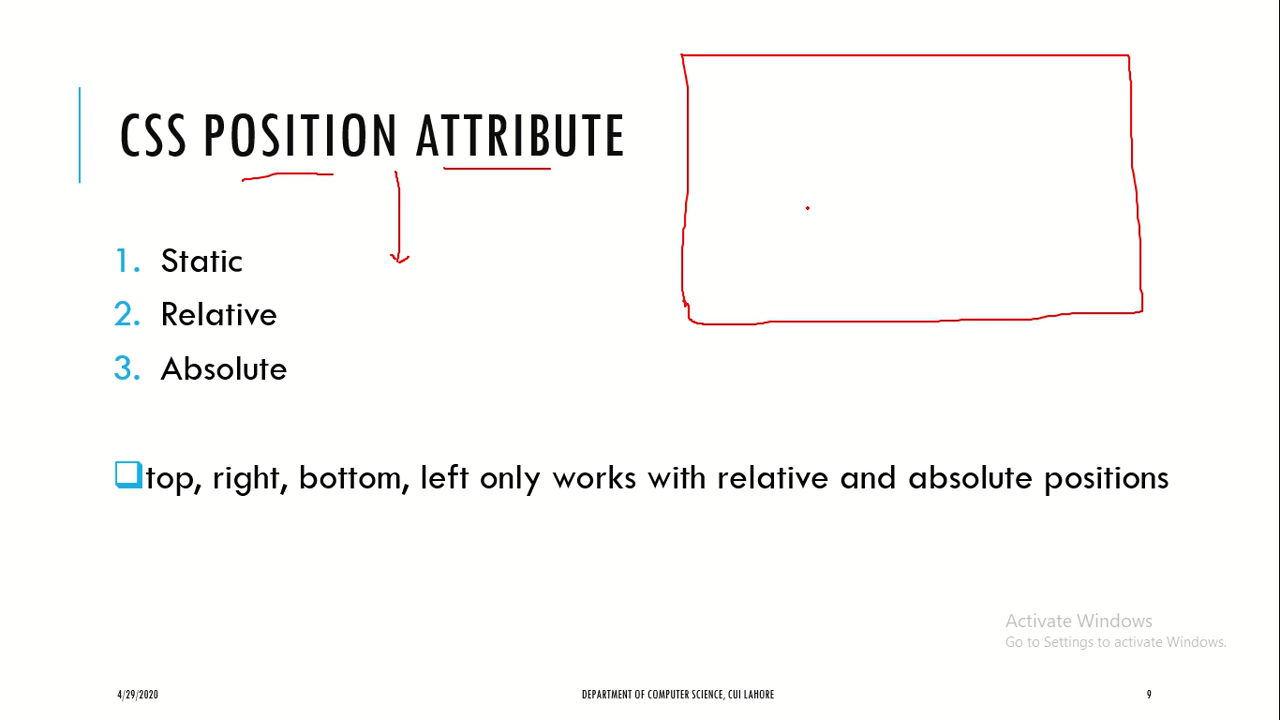 CSS POSITION ATTRIBUTE
1. Static
2. Relative
3. Absolute
❑top, right, bottom, left only works with relative and absolute positions
Activate Windows
Go to Settings to activate Windows.
4/29/2020
DEPARTMENT OF COMPUTER SCIENCE, CUI LAHORE
9